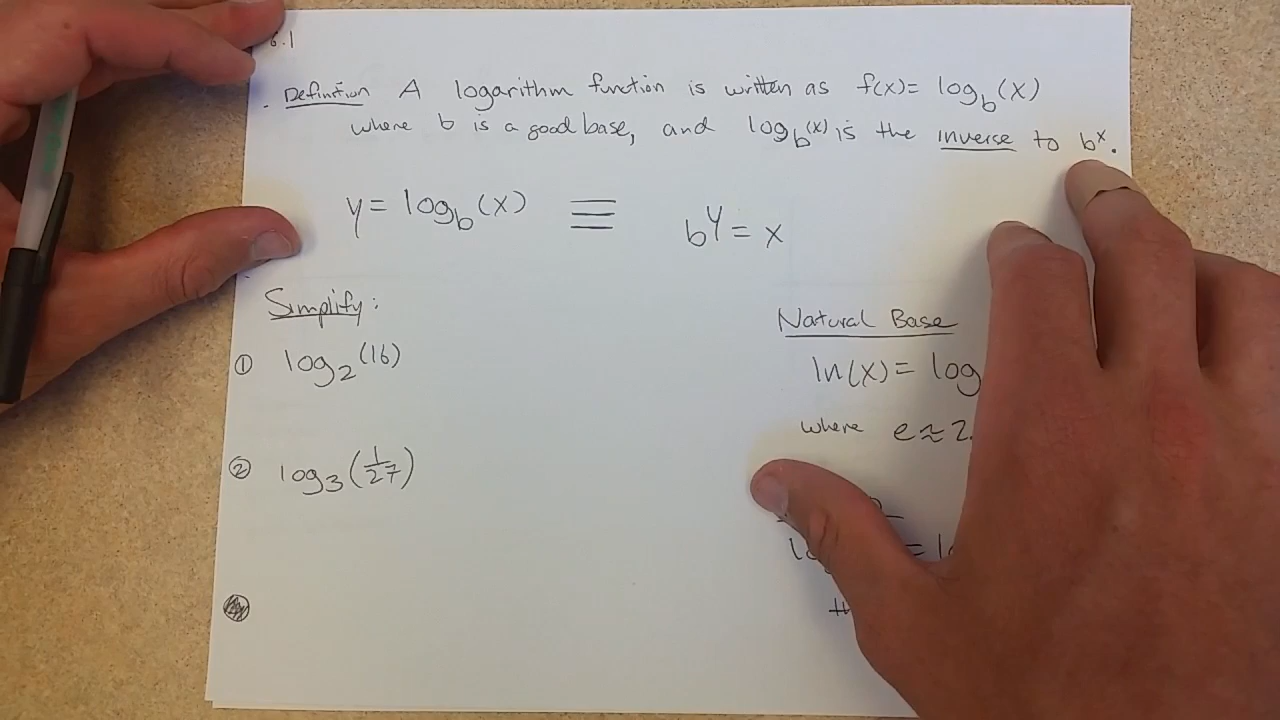 6.1
Definition A logarithm function is written as f(x)= log_b(x)
where b is a good base, and log_b(x) is the inverse to b^x.
y = log_b(x) ≡ b^y = x
Simplify:
① log_2(16)
② log_3(1/27)
Natural Base
ln(x) = log
where e ≈ 2.